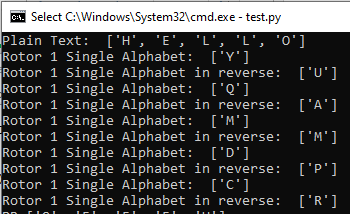 Select C:\Windows\System32\cmd.exe - test.py
Plain Text:  ['H', 'E', 'L', 'L', 'O']
Rotor 1 Single Alphabet:  ['Y']
Rotor 1 Single Alphabet in reverse:  ['U']
Rotor 1 Single Alphabet:  ['Q']
Rotor 1 Single Alphabet in reverse:  ['A']
Rotor 1 Single Alphabet:  ['M']
Rotor 1 Single Alphabet in reverse:  ['M']
Rotor 1 Single Alphabet:  ['D']
Rotor 1 Single Alphabet in reverse:  ['P']
Rotor 1 Single Alphabet:  ['C']
Rotor 1 Single Alphabet in reverse:  ['R']